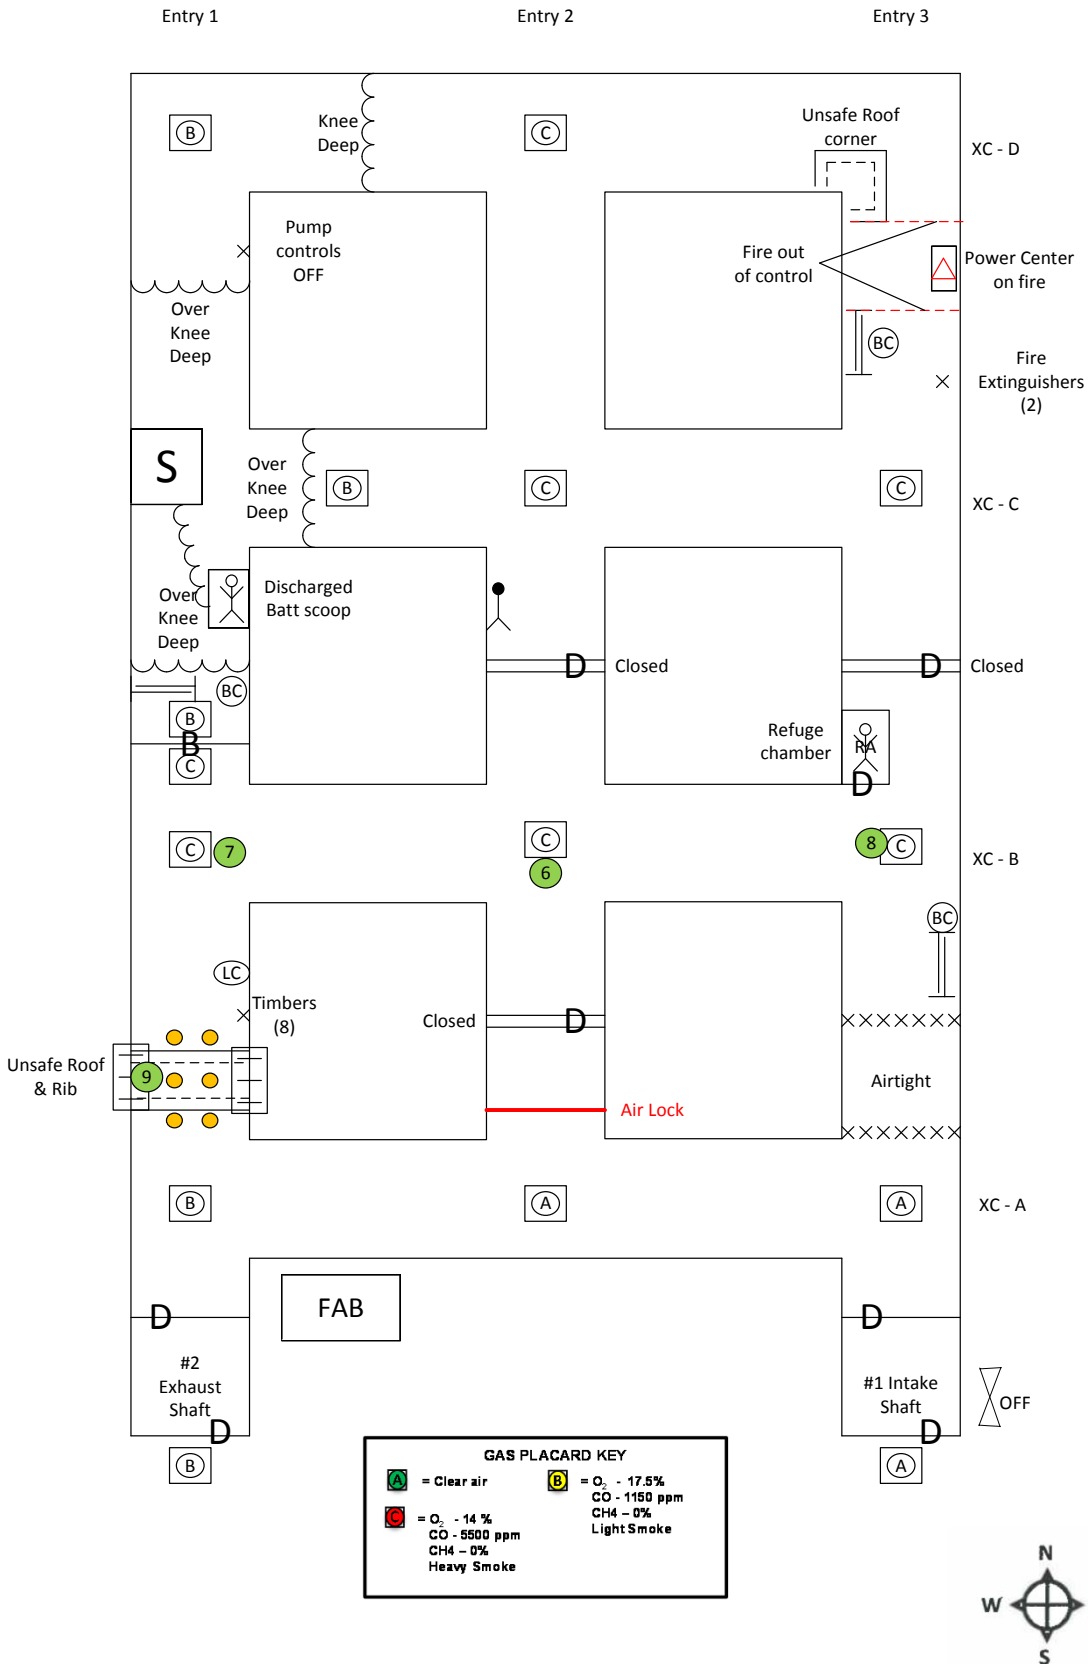 Entry 1
Entry 2
Entry 3
Knee
Deep
Unsafe Roof
corner
B
C
XC - D
Pump
controls
OFF
Fire out
of control
Power Center
on fire
Over
Knee
Deep
BC
Fire
Extinguishers
(2)
S
Over
Knee
Deep
B
C
C
XC - C
Discharged
Batt scoop
Over
Knee
Deep
D
Closed
D
Closed
BC
B
B
C
Refuge
chamber
RA
D
C
7
C
6
8
C
XC - B
BC
LC
Timbers
(8)
Closed
D
Unsafe Roof
& Rib
9
Airtight
Air Lock
B
A
A
XC - A
D
FAB
D
#2
Exhaust
Shaft
D
#1 Intake
Shaft
D
OFF
B
A
GAS PLACARD KEY
A = Clear air
B = O2 - 17.5%
CO - 1150 ppm
CH4 – 0%
Light Smoke
C = O2 - 14 %
CO - 5500 ppm
CH4 – 0%
Heavy Smoke
N
W
E
S